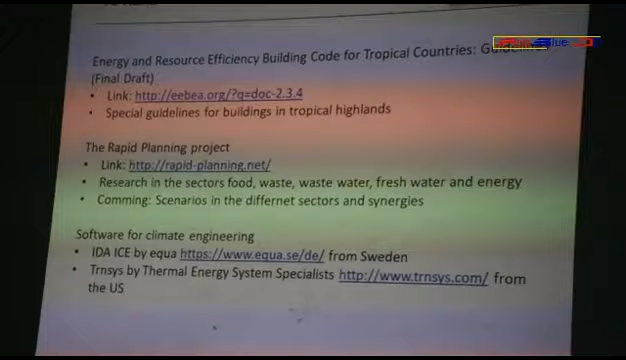 Energy and Resource Efficiency Building Code for Tropical Countries: Guidelines
(Final Draft)
• Link: http://eebea.org/?q=doc-2.3.4
• Special guidelines for buildings in tropical highlands
The Rapid Planning project
• Link: http://rapid-planning.net/
• Research in the sectors food, waste, waste water, fresh water and energy
• Comming: Scenarios in the differnet sectors and synergies
Software for climate engineering
• IDA ICE by equa https://www.equa.se/de/ from Sweden
• Trnsys by Thermal Energy System Specialists http://www.trnsys.com/ from
the US